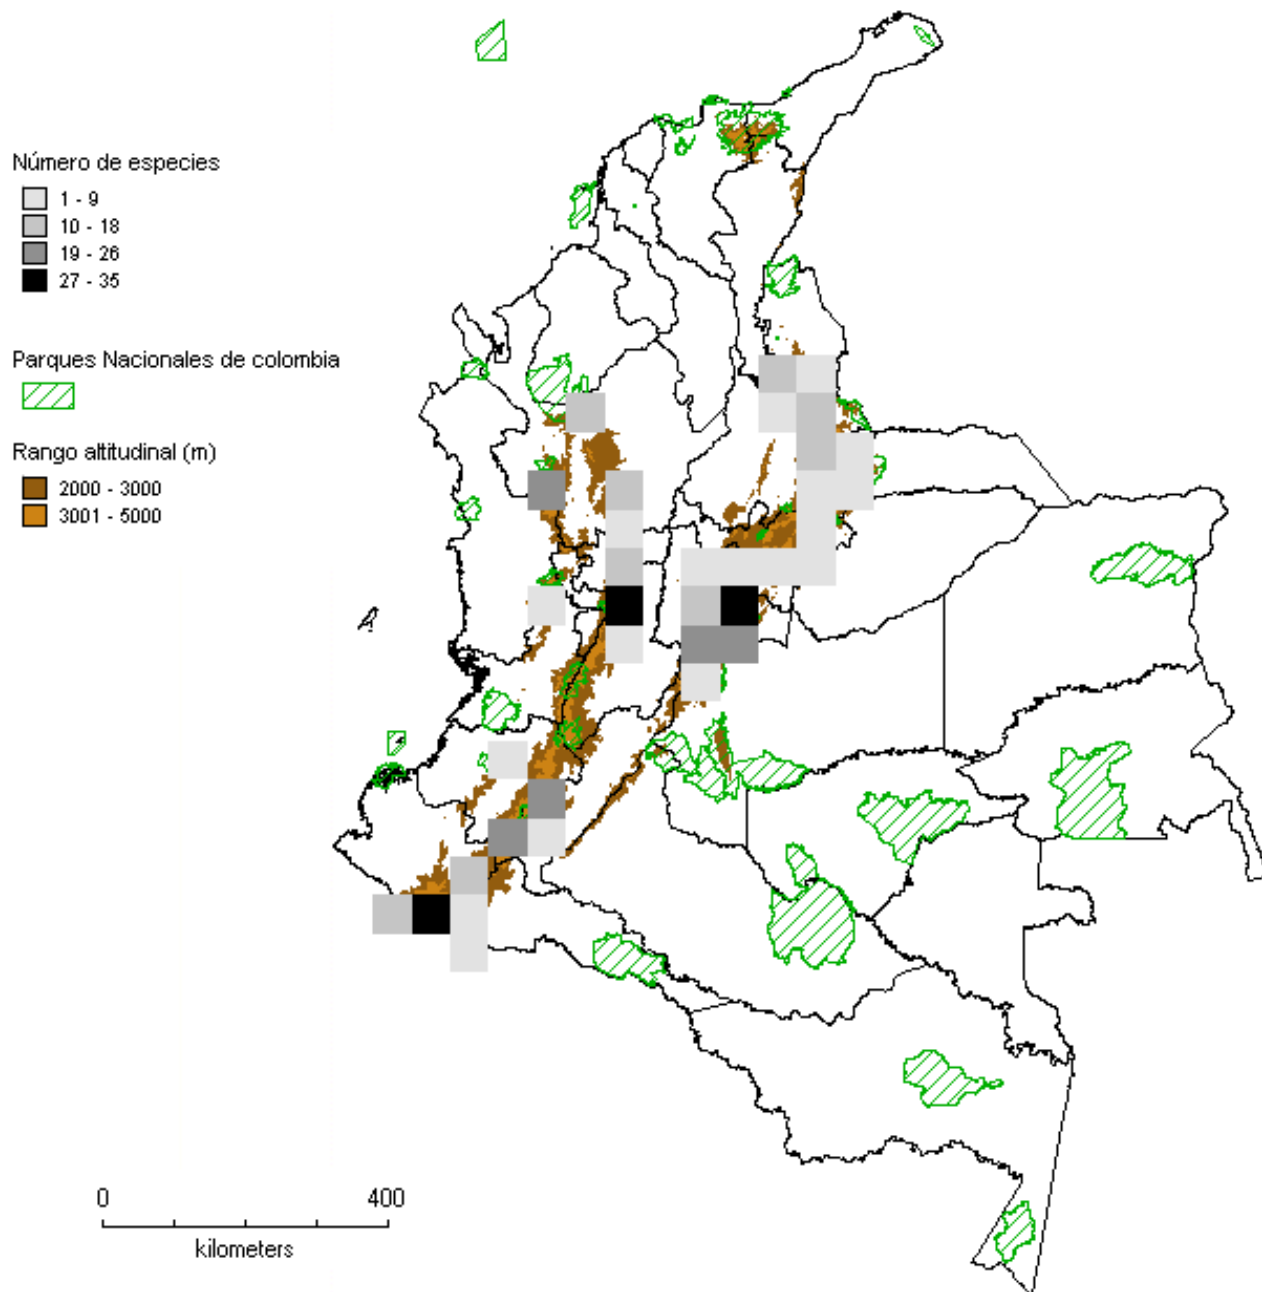 Número de especies
1 - 9
10 - 18
19 - 26
27 - 35
Parques Nacionales de colombia
Rango altitudinal (m)
2000 - 3000
3001 - 5000
0 400
kilometers